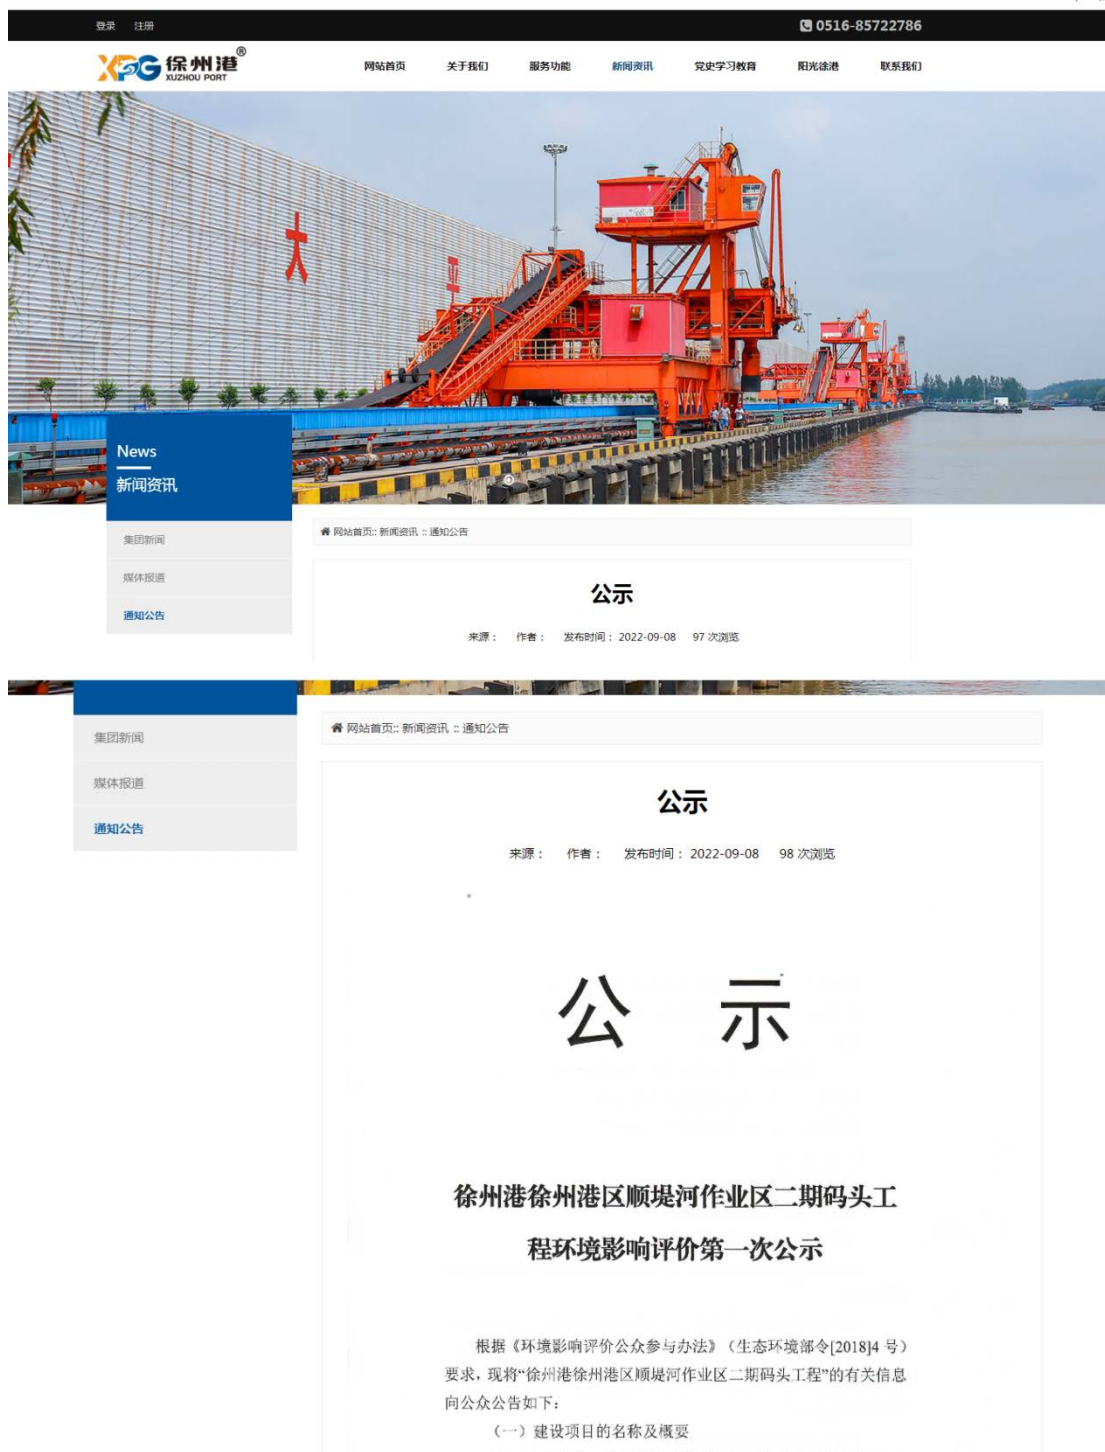 登录 注册 0516-85722786
XPG 徐州港®
XUZHOU PORT
网站首页 关于我们 服务功能 新闻资讯 党史学习教育 阳光徐港 联系我们
大 亚
News
新闻资讯
集团新闻
媒体报道
通知公告
网站首页:: 新闻资讯 :: 通知公告
公示
来源： 作者： 发布时间：2022-09-08 97 次浏览
集团新闻
媒体报道
通知公告
网站首页:: 新闻资讯 :: 通知公告
公示
来源： 作者： 发布时间：2022-09-08 98 次浏览
公 示
徐州港徐州港区顺堤河作业区二期码头工
程环境影响评价第一次公示
根据《环境影响评价公众参与办法》（生态环境部令[2018]4 号）
要求，现将“徐州港徐州港区顺堤河作业区二期码头工程”的有关信息
向公众公告如下：
（一）建设项目的名称及概要